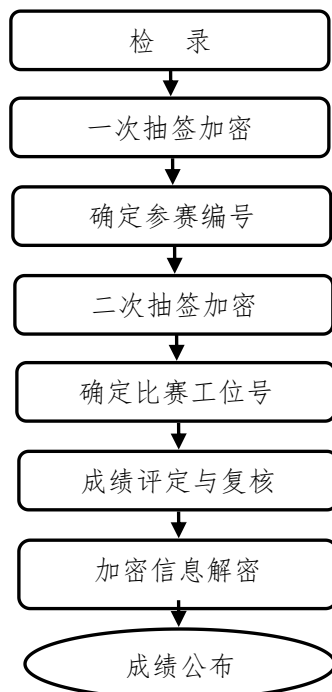 检 录
一次抽签加密
确定参赛编号
二次抽签加密
确定比赛工位号
成绩评定与复核
加密信息解密
成绩公布